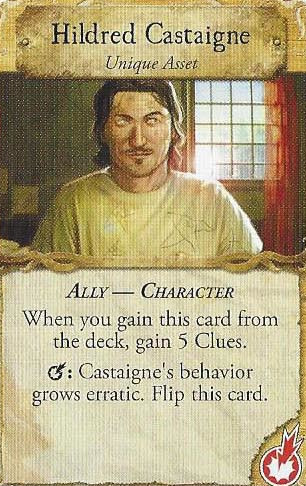 Hildred Castaigne
Unique Asset
ALLY — CHARACTER
When you gain this card from
the deck, gain 5 Clues.
: Castaigne's behavior
grows erratic. Flip this card.